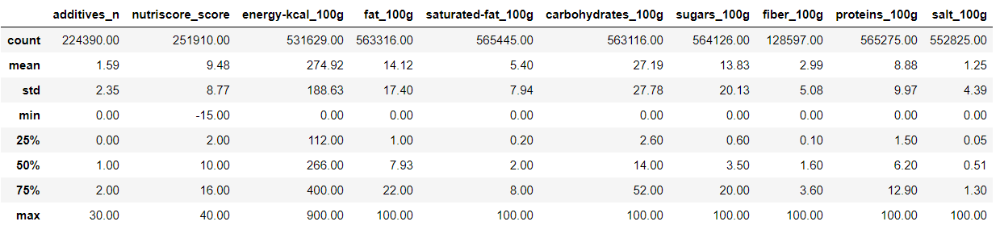 additives_n nutriscore_score energy-kcal_100g fat_100g saturated-fat_100g carbohydrates_100g sugars_100g fiber_100g proteins_100g salt_100g
count 224390.00 251910.00 531629.00 563316.00 565445.00 563116.00 564126.00 128597.00 565275.00 552825.00
mean 1.59 9.48 274.92 14.12 5.40 27.19 13.83 2.99 8.88 1.25
std 2.35 8.77 188.63 17.40 7.94 27.78 20.13 5.08 9.97 4.39
min 0.00 -15.00 0.00 0.00 0.00 0.00 0.00 0.00 0.00 0.00
25% 0.00 2.00 112.00 1.00 0.20 2.60 0.60 0.10 1.50 0.05
50% 1.00 10.00 266.00 7.93 2.00 14.00 3.50 1.60 6.20 0.51
75% 2.00 16.00 400.00 22.00 8.00 52.00 20.00 3.60 12.90 1.30
max 30.00 40.00 900.00 100.00 100.00 100.00 100.00 100.00 100.00 100.00